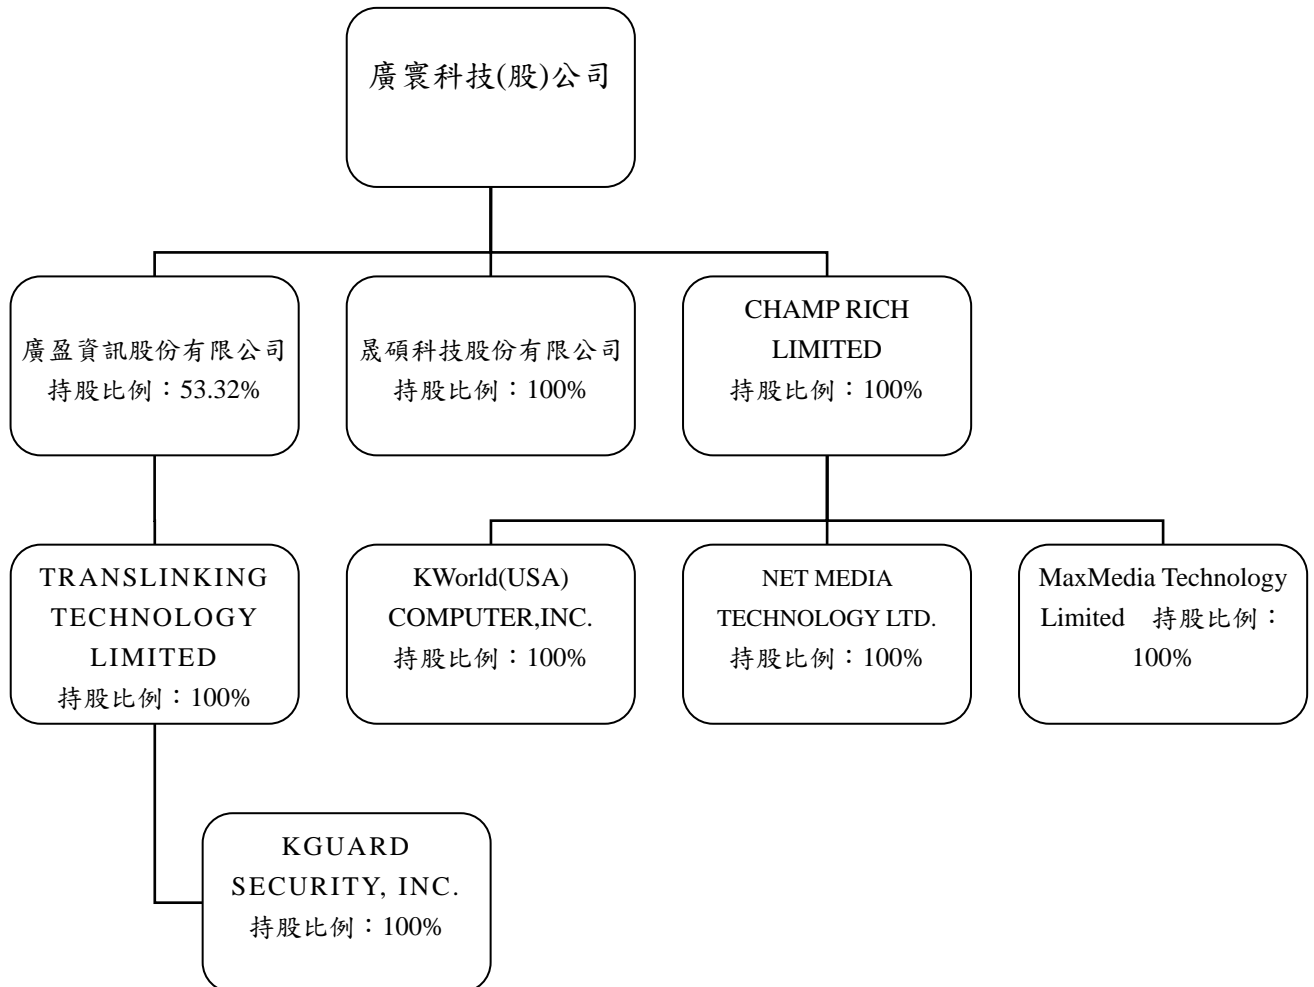 廣寰科技(股)公司
廣盈資訊股份有限公司
持股比例：53.32%
晟碩科技股份有限公司
持股比例：100%
CHAMP RICH
LIMITED
持股比例：100%
TRANSLINKING
TECHNOLOGY
LIMITED
持股比例：100%
KWorld(USA)
COMPUTER,INC.
持股比例：100%
NET MEDIA
TECHNOLOGY LTD.
持股比例：100%
MaxMedia Technology
Limited 持股比例：
100%
KGUARD
SECURITY, INC.
持股比例：100%